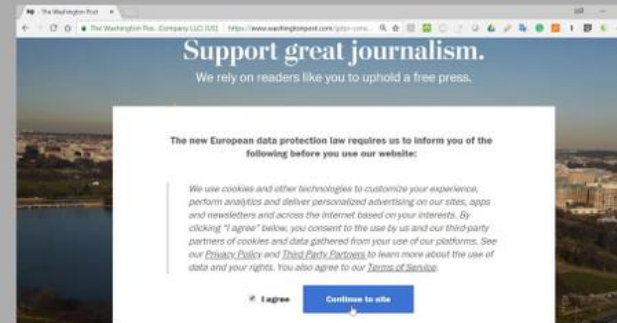 The Washington Post
The Washington Pos. Company LLC [US] https://www.washingtonpost.com/gdpr-cons..
Support great journalism.
We rely on readers like you to uphold a free press.
The new European data protection law requires us to inform you of the
following before you use our website:
We use cookies and other technologies to customize your experience,
perform analytics and deliver personalized advertising on our sites, apps
and newsletters and across the Internet based on your interests. By
clicking "I agree" below, you consent to the use by us and our third-party
partners of cookies and data gathered from your use of our platforms. See
our Privacy Policy and Third Party Partners to learn more about the use of
data and your rights. You also agree to our Terms of Service.
I agree
Continue to site